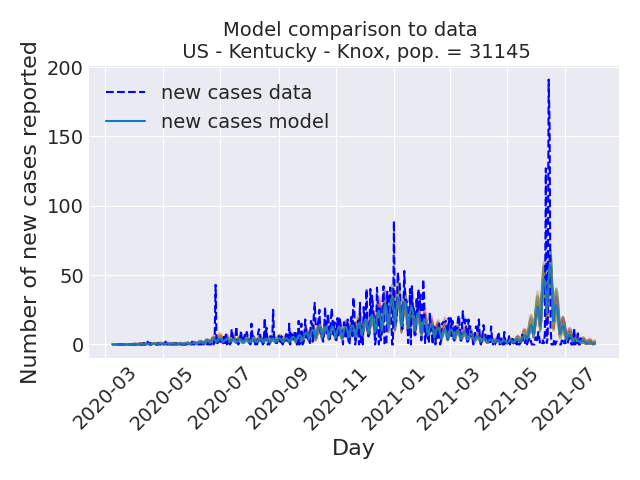 Model comparison to data
US - Kentucky - Knox, pop. = 31145
Number of new cases reported
200
150
100
50
0
new cases data
new cases model
2020-03
2020-05
2020-07
2020-09
2020-11
2021-01
2021-03
2021-05
2021-07
Day